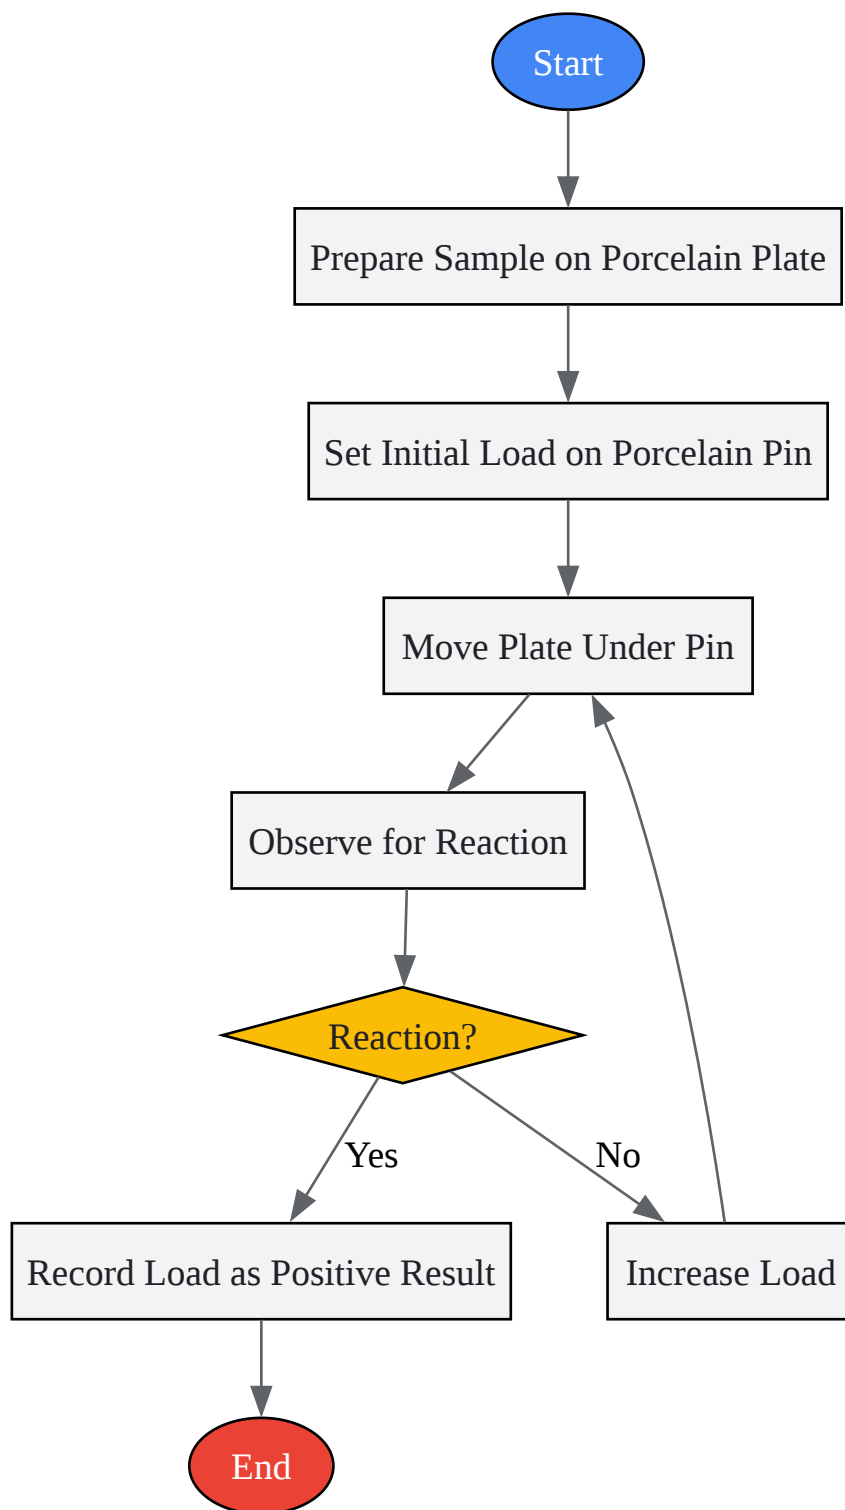 Start
Prepare Sample on Porcelain Plate
Set Initial Load on Porcelain Pin
Move Plate Under Pin
Observe for Reaction
Reaction?
Yes
No
Record Load as Positive Result
Increase Load
End